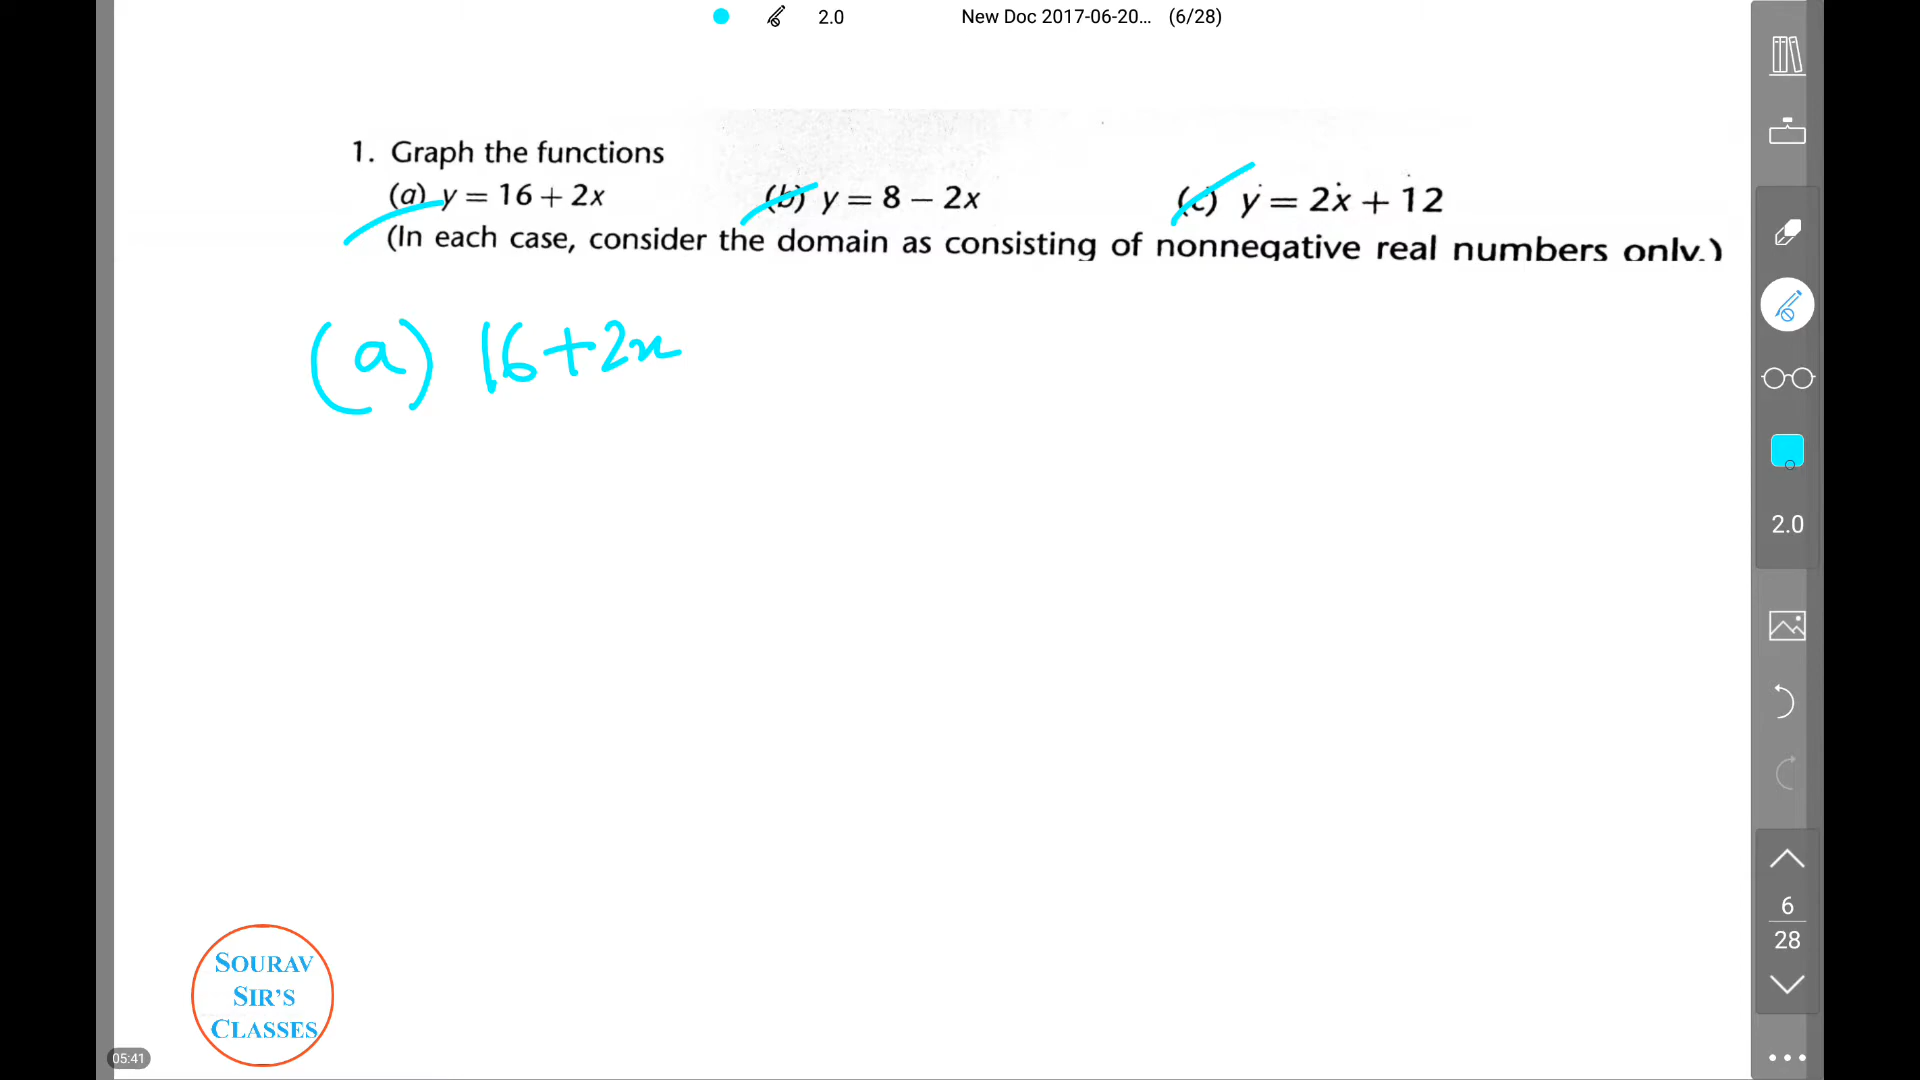 2.0 New Doc 2017-06-20... (6/28)
1. Graph the functions
(a) y = 16 + 2x (b) y = 8 – 2x (c) y = 2x + 12
(In each case, consider the domain as consisting of nonnegative real numbers only.)
(a) 16+2x
2.0
6
28
SOURAV
SIR'S
CLASSES
05:41